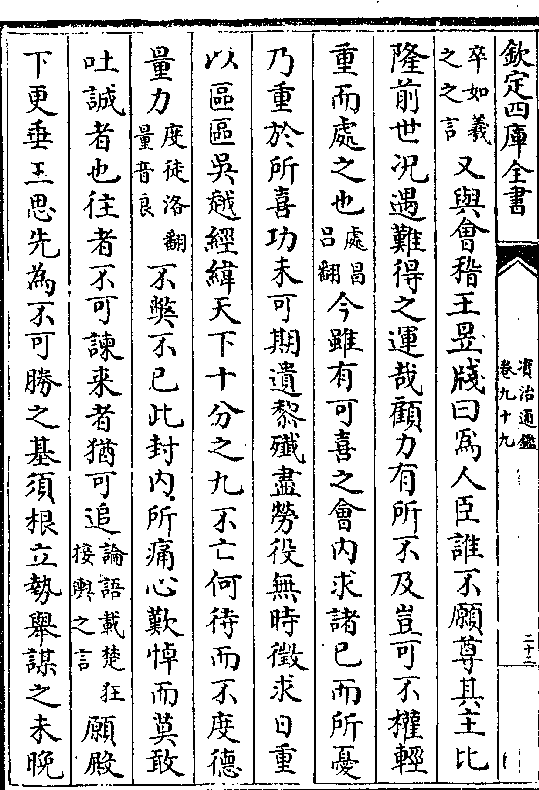 欽定四庫全書
資治通鑑
卷九十九
二十二
卒如羲
之之言
又與會稽王昱牋曰為人臣誰不願尊其主比
隆前世況遇難得之運哉顧力有所不及豈可不權輕
重而處之也
處昌
呂翻
今雖有可喜之會內求諸已而所憂
乃重於所喜功未可期遺黎殲盡勞役無時徵求日重
以區區吳越經緯天下十分之九不亡何待而不度德
量力
度徒洛翻
量音良
不獘不已此封內所痛心歎悼而莫敢
吐誠者也往者不可諫来者猶可追
論語載楚狂
接輿之言
願殿
下更垂三思先為不可勝之基須根立勢舉謀之未晚